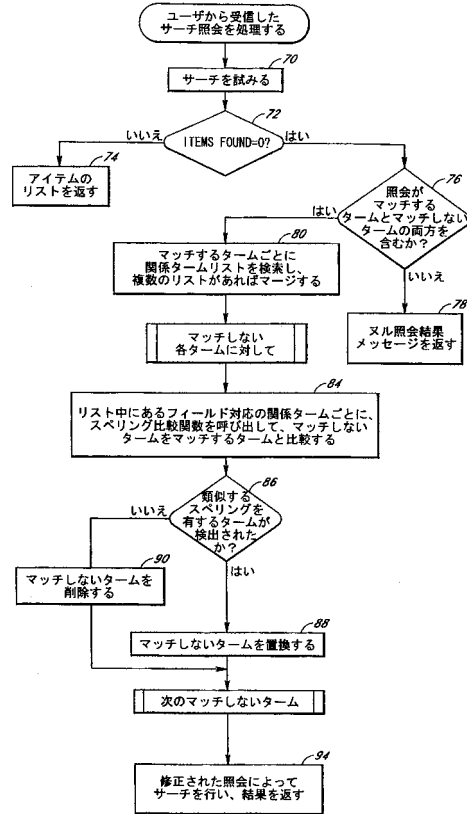 ユーザから受信した
サーチ照会を処理する
70
サーチを試みる
72
ITEMS FOUND=0?
いいえ
はい
74
アイテムの
リストを返す
76
照会が
マッチする
タームとマッチしない
タームの両方を
含むか？
はい
いいえ
78
ヌル照会結果
メッセージを返す
80
マッチするタームごとに
関係タームリストを検索し、
複数のリストがあればマージする
マッチしない
各タームに対して
84
リスト中にあるフィールド対応の関係タームごとに、
スペリング比較関数を呼び出して、マッチしない
タームをマッチするタームと比較する
86
類似する
スペリングを
有するタームが
検出された
か？
いいえ
はい
90
マッチしないタームを
削除する
88
マッチしないタームを置換する
次のマッチしないターム
94
修正された照会によって
サーチを行い、結果を返す